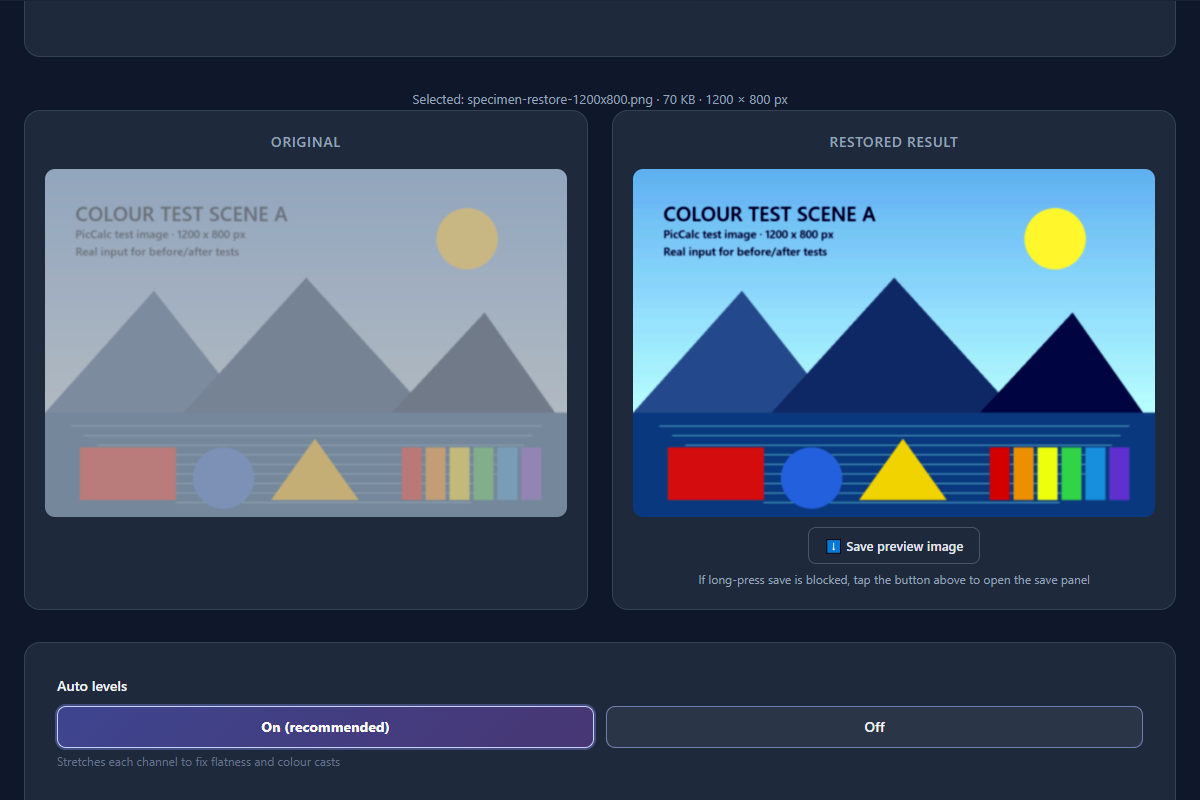 Selected: specimen-restore-1200x800.png · 70 KB · 1200 × 800 px
ORIGINAL
COLOUR TEST SCENE A
PicCalc test image · 1200 x 800 px
Real input for before/after tests
RESTORED RESULT
COLOUR TEST SCENE A
PicCalc test image · 1200 x 800 px
Real input for before/after tests
Save preview image
If long-press save is blocked, tap the button above to open the save panel
Auto levels
On (recommended)
Off
Stretches each channel to fix flatness and colour casts